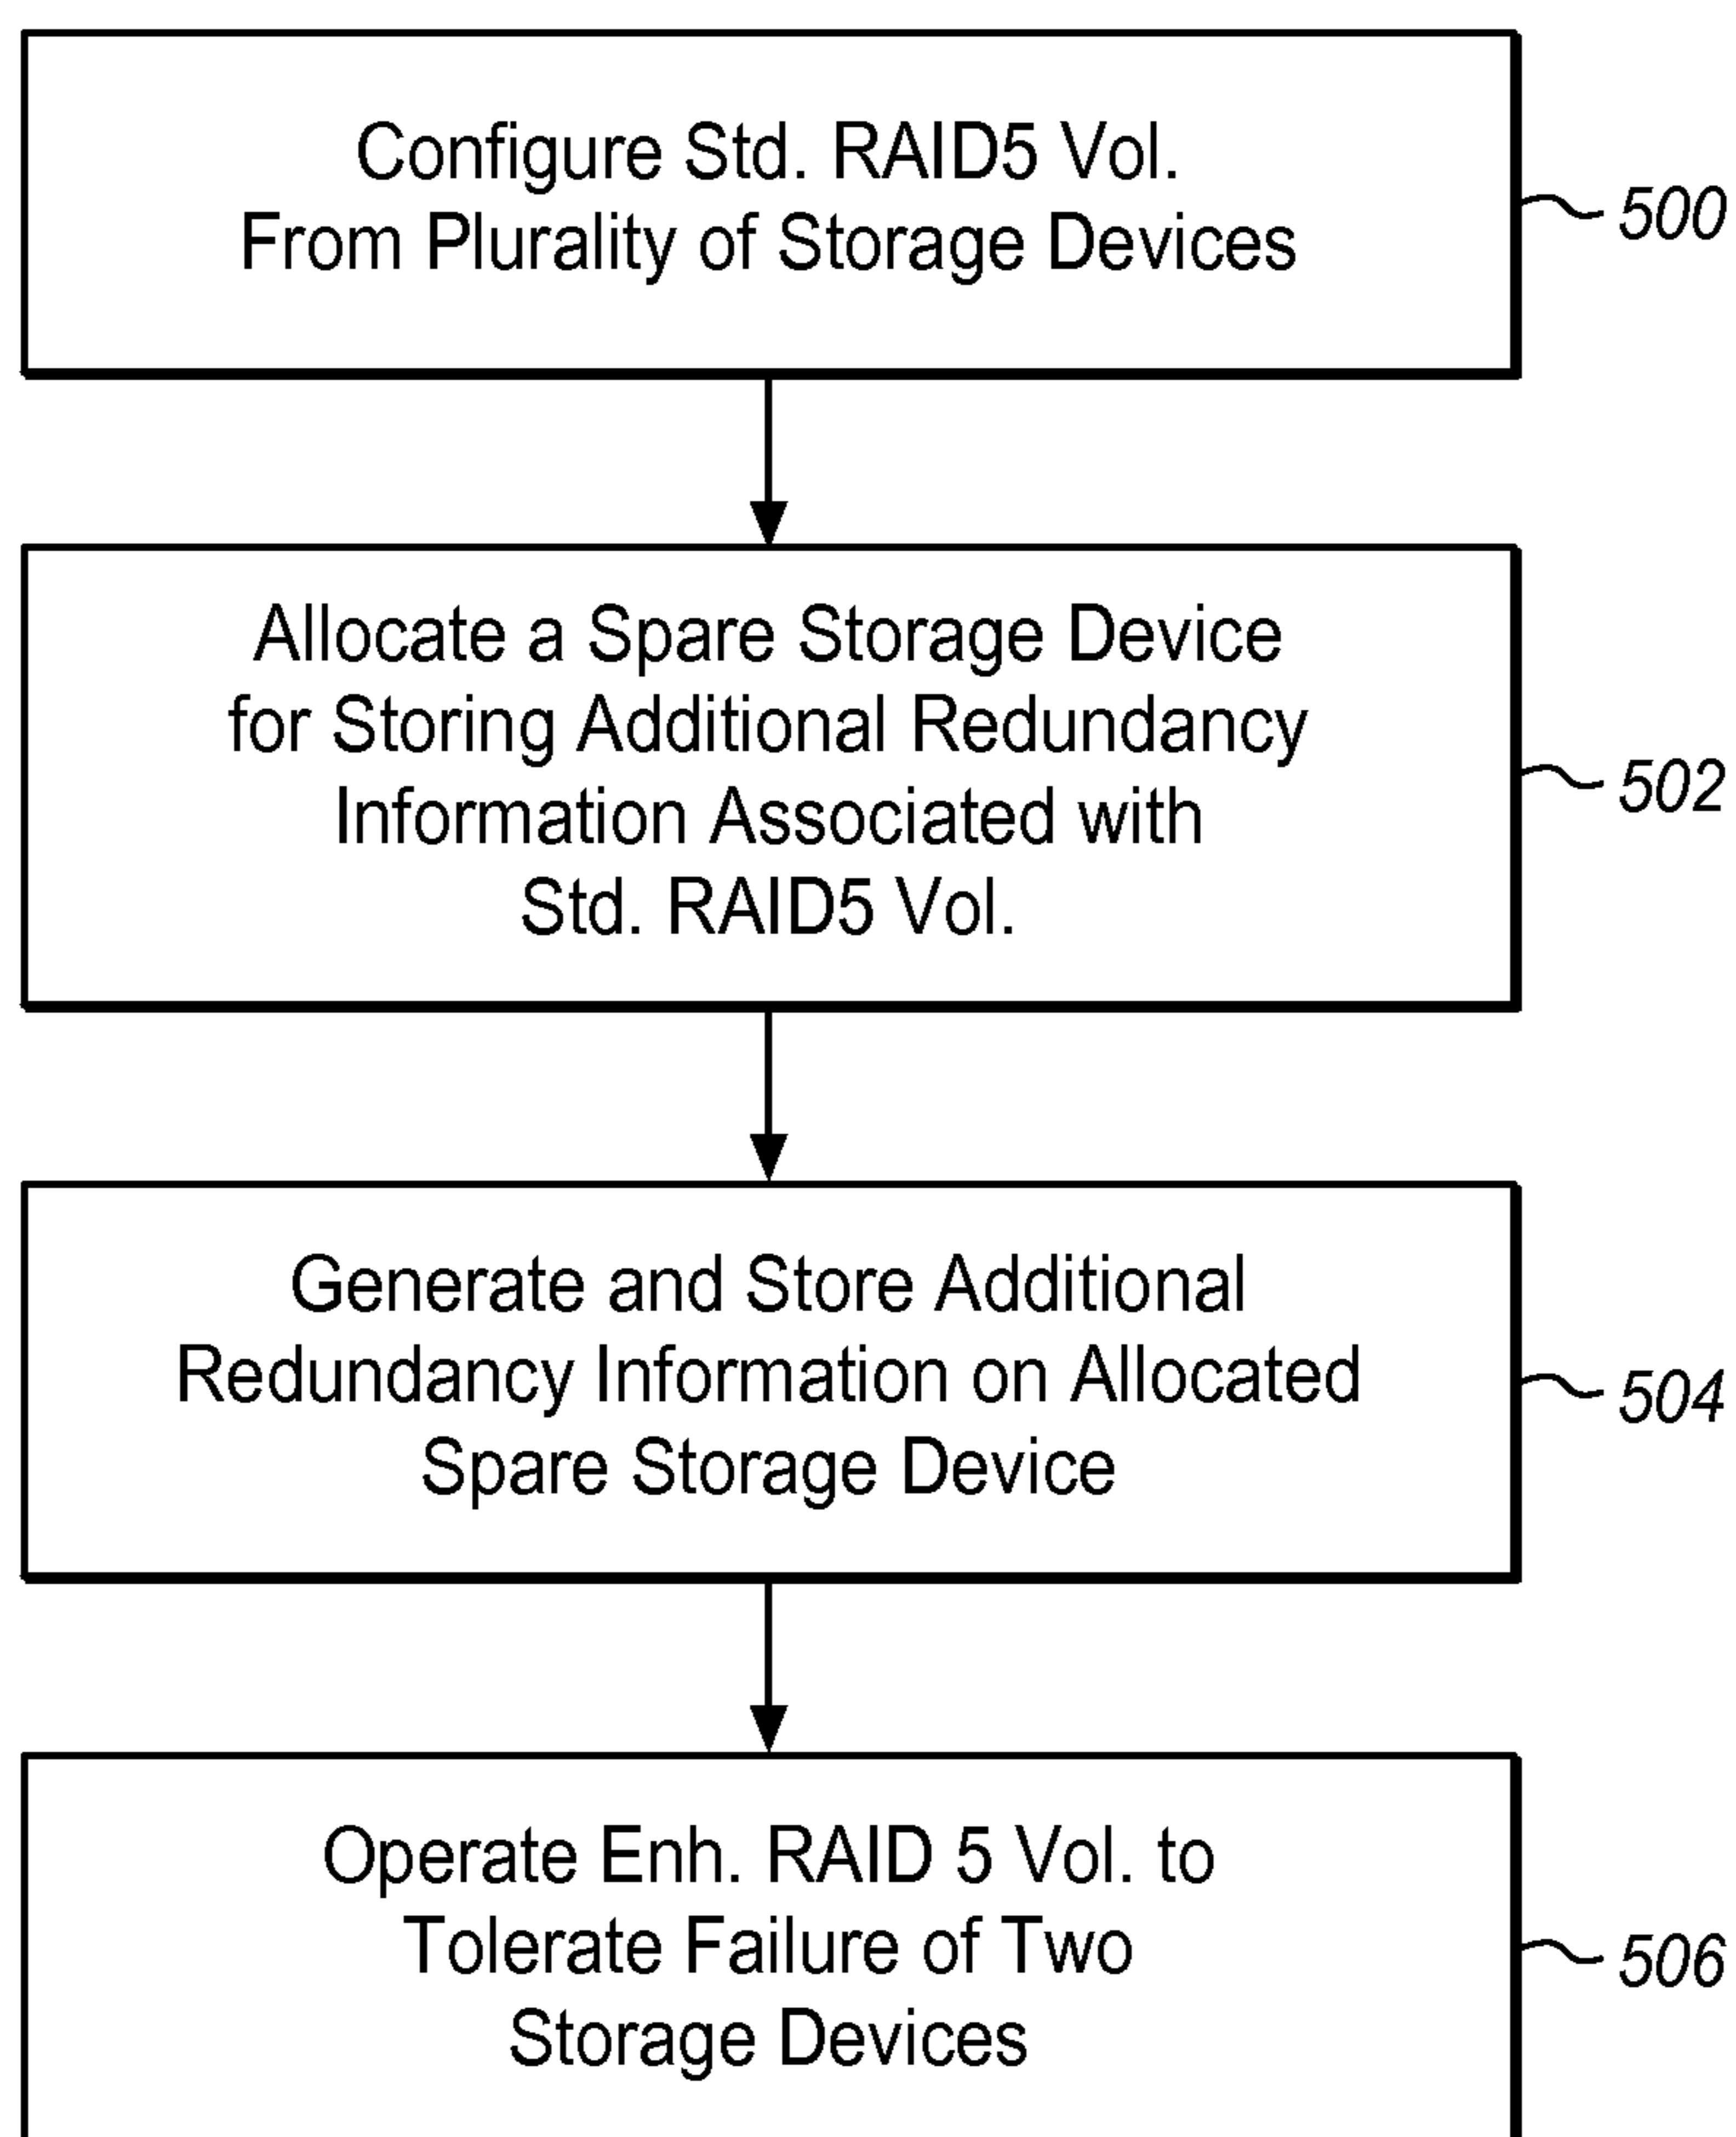 Configure Std. RAID5 Vol.
From Plurality of Storage Devices
500
Allocate a Spare Storage Device
for Storing Additional Redundancy
Information Associated with
Std. RAID5 Vol.
502
Generate and Store Additional
Redundancy Information on Allocated
Spare Storage Device
504
Operate Enh. RAID 5 Vol. to
Tolerate Failure of Two
Storage Devices
506